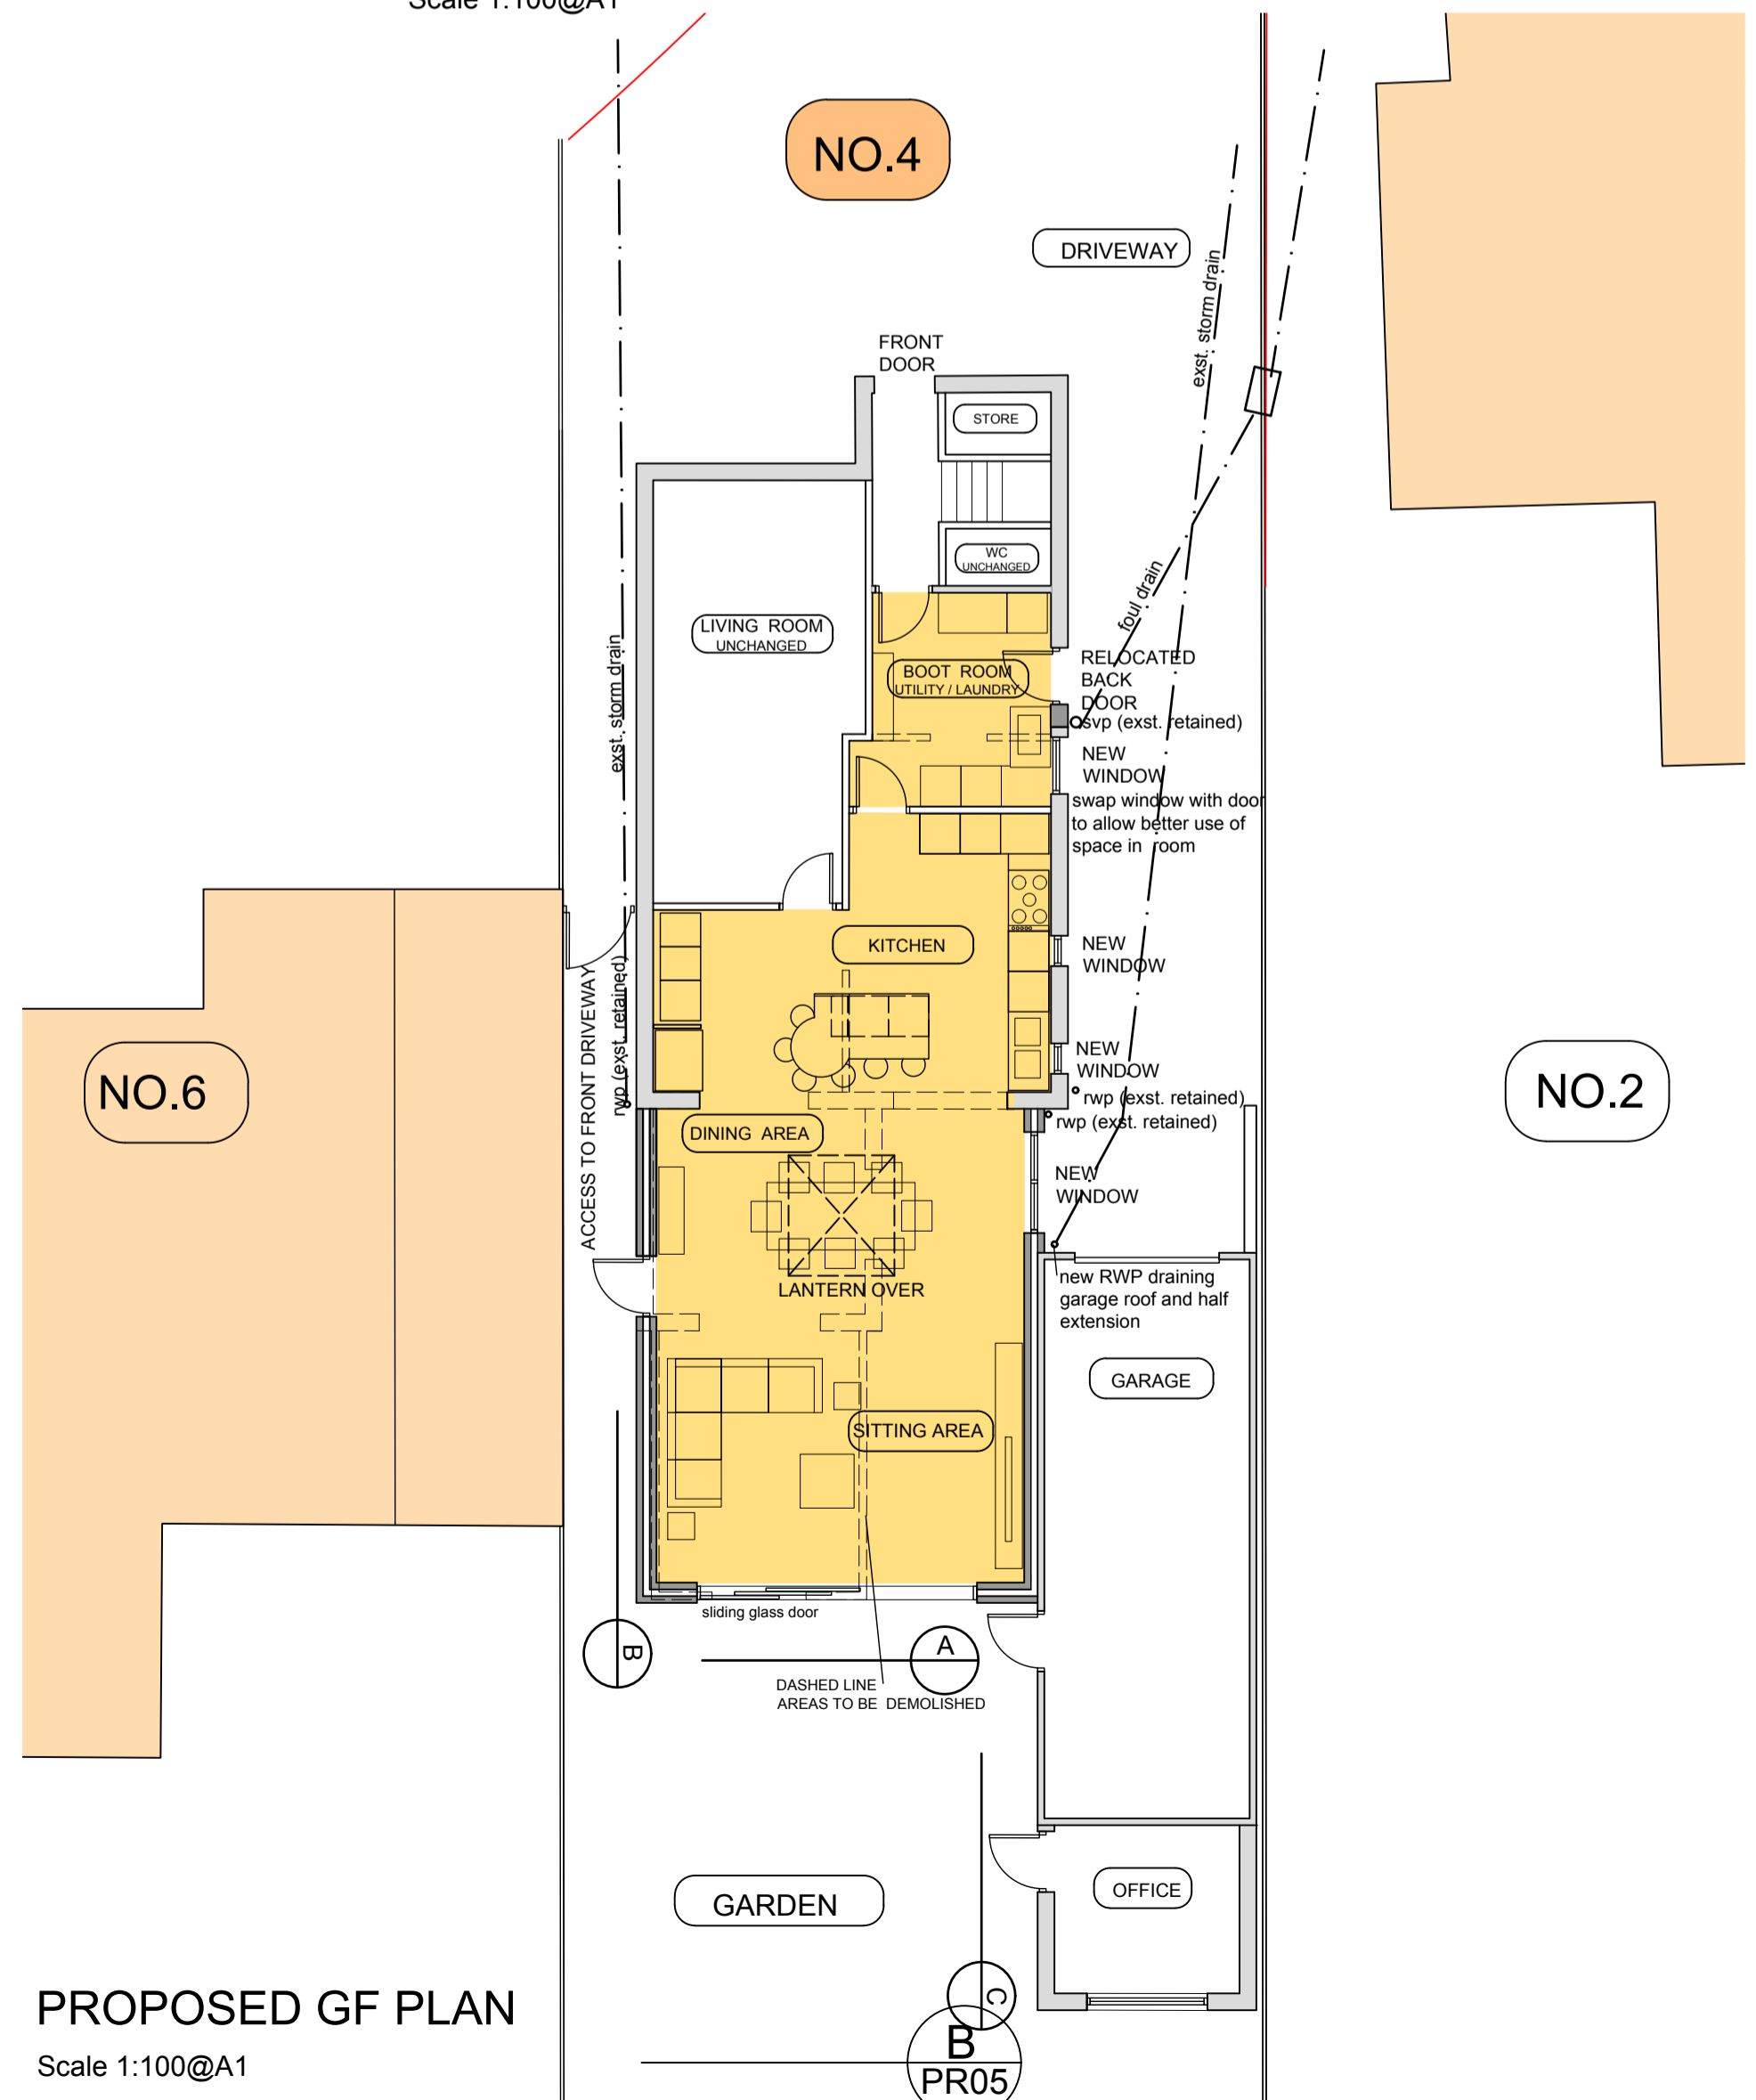 Scale 1:100@A1
NO.4
DRIVEWAY
exst. storm drain
FRONT
DOOR
STORE
WC
UNCHANGED
foul drain
LIVING ROOM
UNCHANGED
exst. storm drain
BOOT ROOM
UTILITY / LAUNDRY
RELOCATED
BACK
DOOR
svp (exst. retained)
NEW
WINDOW
swap window with door
to allow better use of
space in room
KITCHEN
NEW
WINDOW
rwp (exst. retained)
ACCESS TO FRONT DRIVEWAY
NO.6
NEW
WINDOW
NO.2
rwp (exst. retained)
rwp (exst. retained)
DINING AREA
NEW
WINDOW
LANTERN OVER
new RWP draining
garage roof and half
extension
GARAGE
SITTING AREA
sliding glass door
B
A
DASHED LINE
AREAS TO BE DEMOLISHED
OFFICE
GARDEN
C
B
PR05
PROPOSED GF PLAN
Scale 1:100@A1